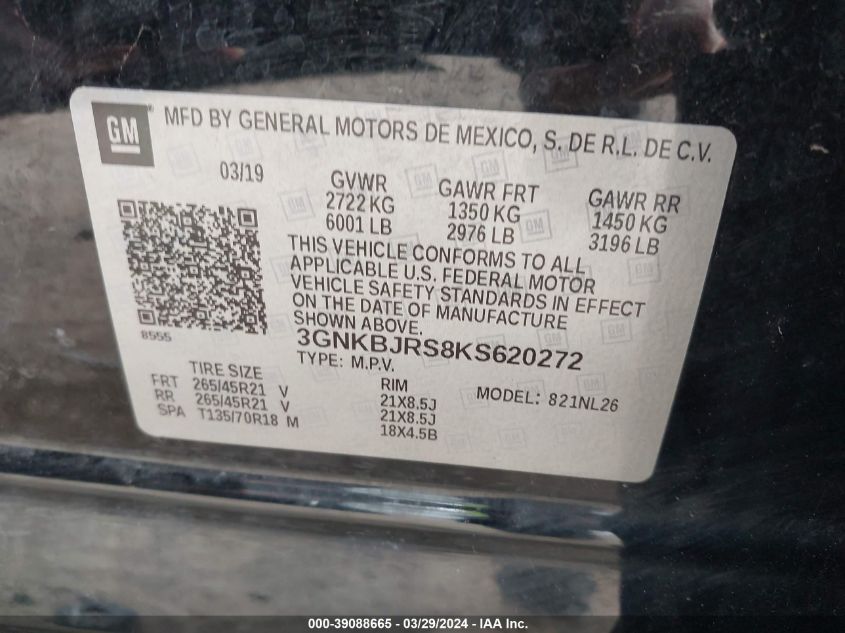 GM
MFD BY GENERAL MOTORS DE MEXICO, S. DE R.L. DE C.V.
03/19
GVWR GAWR FRT GAWR RR
2722 KG 1350 KG 1450 KG
6001 LB 2976 LB 3196 LB
THIS VEHICLE CONFORMS TO ALL
APPLICABLE U.S. FEDERAL MOTOR
VEHICLE SAFETY STANDARDS IN EFFECT
ON THE DATE OF MANUFACTURE
SHOWN ABOVE.
8555
3GNKBJRS8KS620272
TYPE: M.P.V.
TIRE SIZE RIM MODEL: 821NL26
FRT 265/45R21 V 21X8.5J
RR 265/45R21 V 21X8.5J
SPA T135/70R18 M 18X4.5B
000-39088665 - 03/29/2024 - IAAI.com